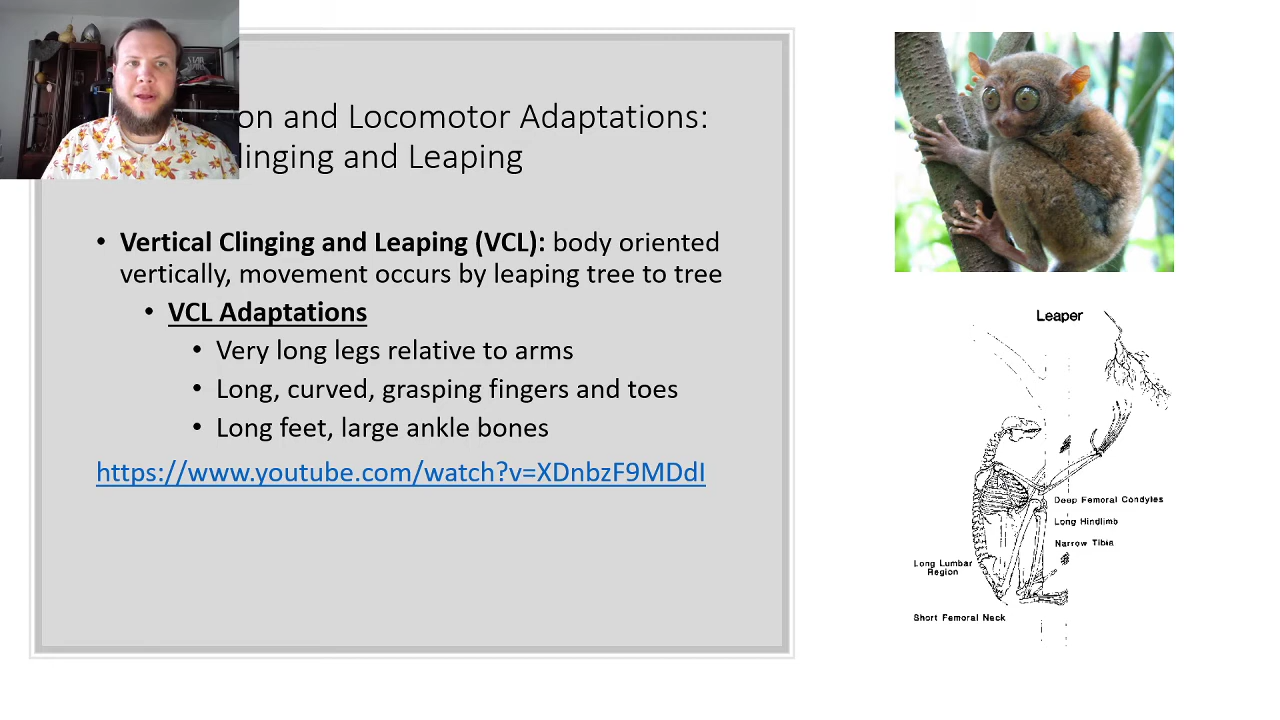 on and Locomotor Adaptations:
linging and Leaping
• Vertical Clinging and Leaping (VCL): body oriented
vertically, movement occurs by leaping tree to tree
• VCL Adaptations
• Very long legs relative to arms
• Long, curved, grasping fingers and toes
• Long feet, large ankle bones
https://www.youtube.com/watch?v=XDnbzF9MDdI
Leaper
Deep Femoral Condyles
Long Hindlimb
Narrow Tibia
Long Lumbar
Region
Short Femoral Neck